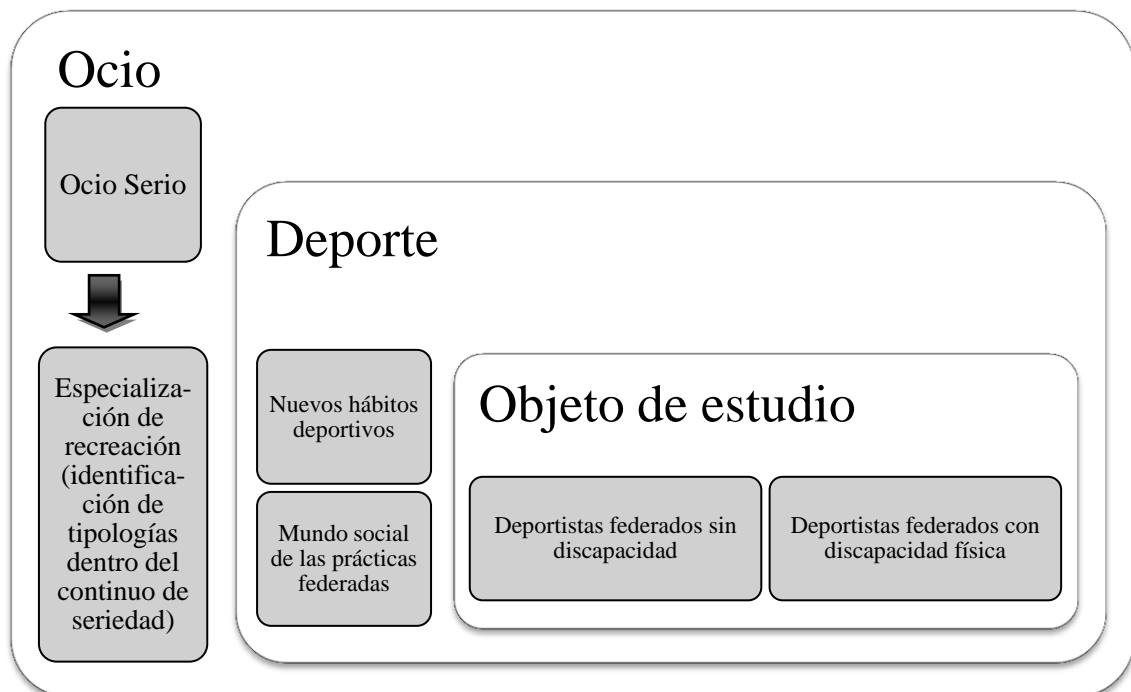 Ocio
Ocio Serio
Especializa-
ción de
recreación
(identifica-
ción de
tipologías
dentro del
continuo de
seriedad)
Deporte
Nuevos hábitos
deportivos
Mundo social
de las prácticas
federadas
Objeto de estudio
Deportistas federados sin
discapacidad
Deportistas federados con
discapacidad física